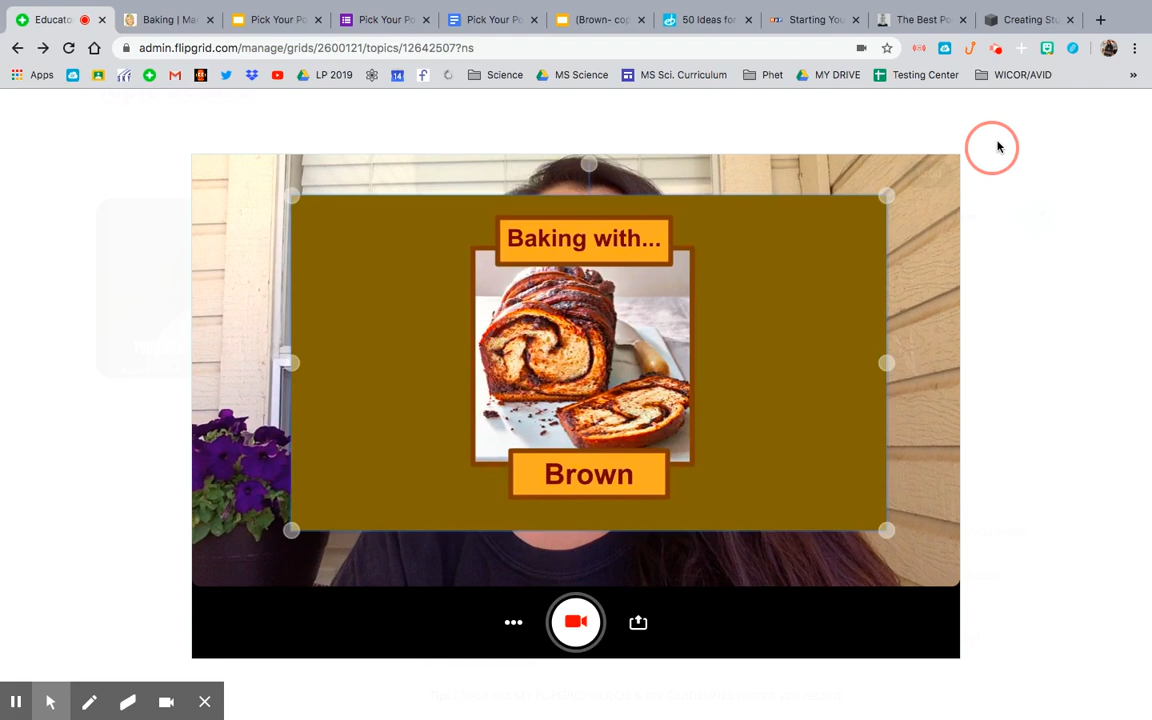 Educato
Baking | Ma
Pick Your Po
Pick Your Po
Pick Your Po
(Brown- cop
50 Ideas for
Starting You
The Best Po
Creating Stu
admin.flipgrid.com/manage/grids/2600121/topics/12642507?ns
Apps
LP 2019
14
Science
MS Science
MS Sci. Curriculum
Phet
MY DRIVE
Testing Center
WICOR/AVID
»
Baking with...
Brown